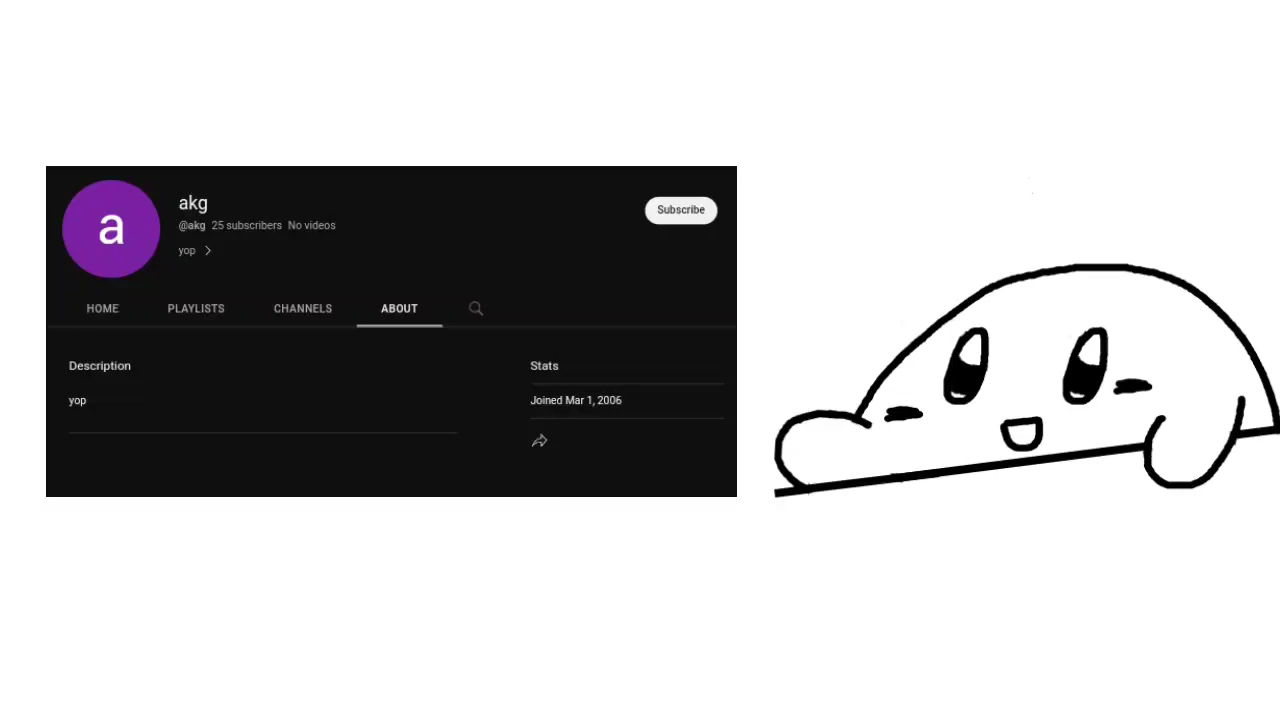 a
akg
@akg 25 subscribers No videos
yop
Subscribe
HOME PLAYLISTS CHANNELS ABOUT
Description
yop
Stats
Joined Mar 1, 2006